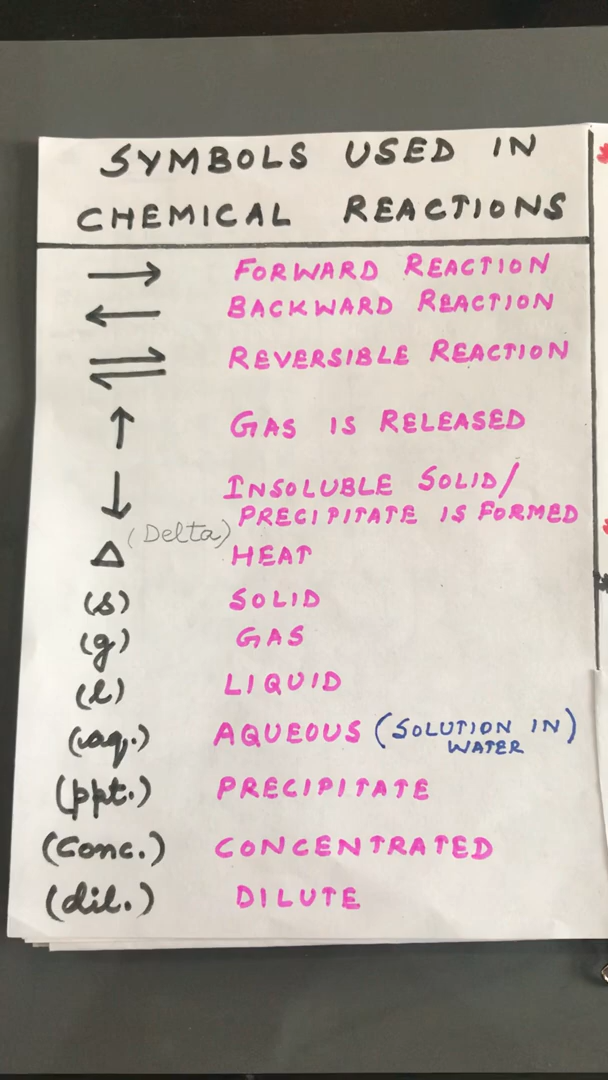 SYMBOLS USED IN
CHEMICAL REACTIONS
→ FORWARD REACTION
← BACKWARD REACTION
⇌ REVERSIBLE REACTION
↑ GAS IS RELEASED
↓ INSOLUBLE SOLID/
PRECIPITATE IS FORMED
Δ (Delta) HEAT
(s) SOLID
(g) GAS
(l) LIQUID
(aq.) AQUEOUS (SOLUTION IN
WATER)
(ppt.) PRECIPITATE
(Conc.) CONCENTRATED
(dil.) DILUTE